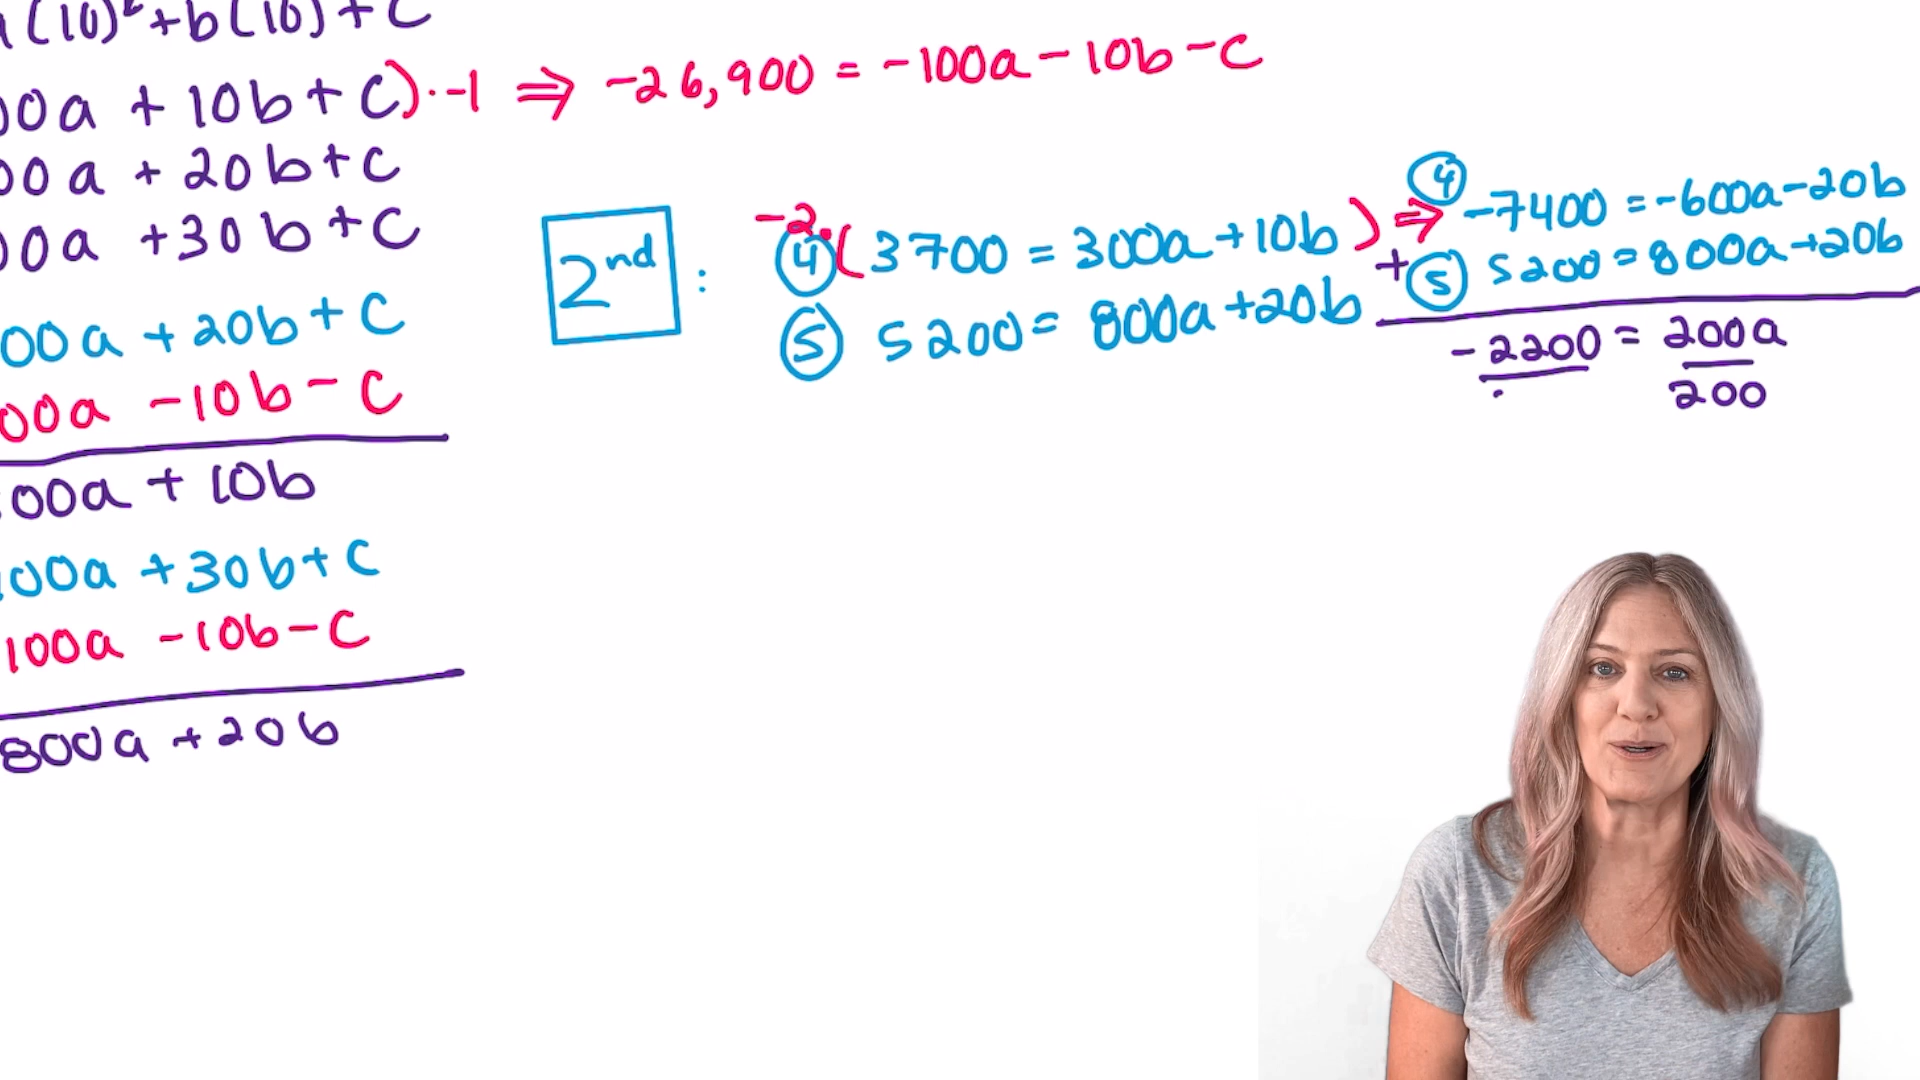 (10)²+b(10)+C
00a + 10b+C)·-1 ⇒ -26,900 = -100a-10b-C
00a + 20b+C
00a +30b+C
00a + 20b+C
00a -10b-C
00a + 10b
00a +30b+C
100a -10b-C
800a +20b
2nd :
-2·
④(3700=300a+10b) ⇒ ④ -7400=-600a-20b
⑤ 5200=800a+20b
+ ⑤ 5200=800a+20b
-2200 = 200a
200